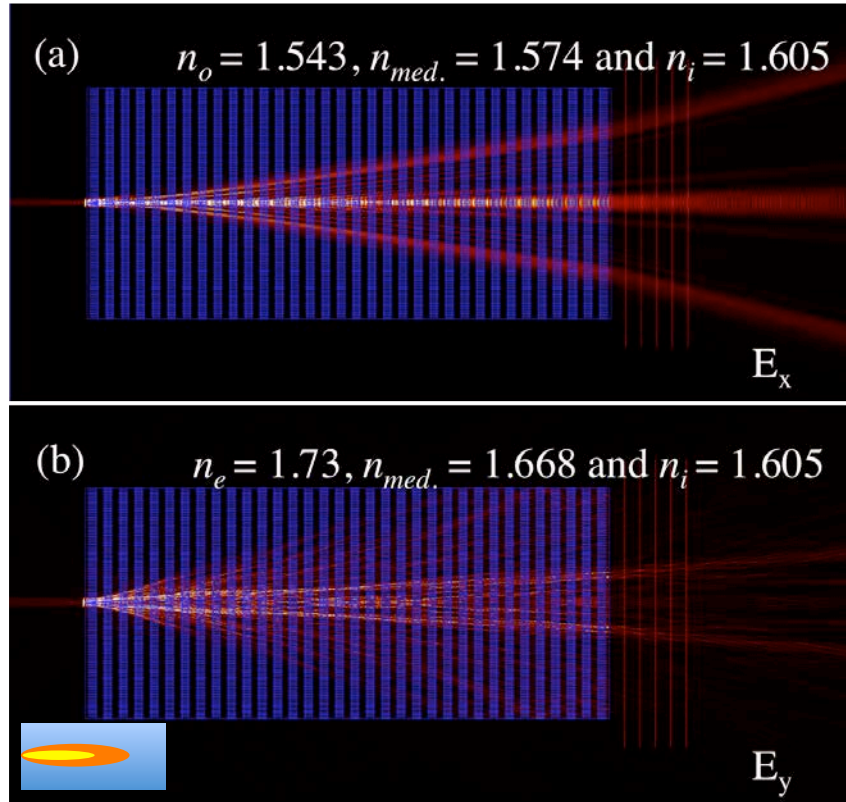 (a)
n_o = 1.543, n_med. = 1.574 and n_i = 1.605
E_x
(b)
n_e = 1.73, n_med. = 1.668 and n_i = 1.605
E_y